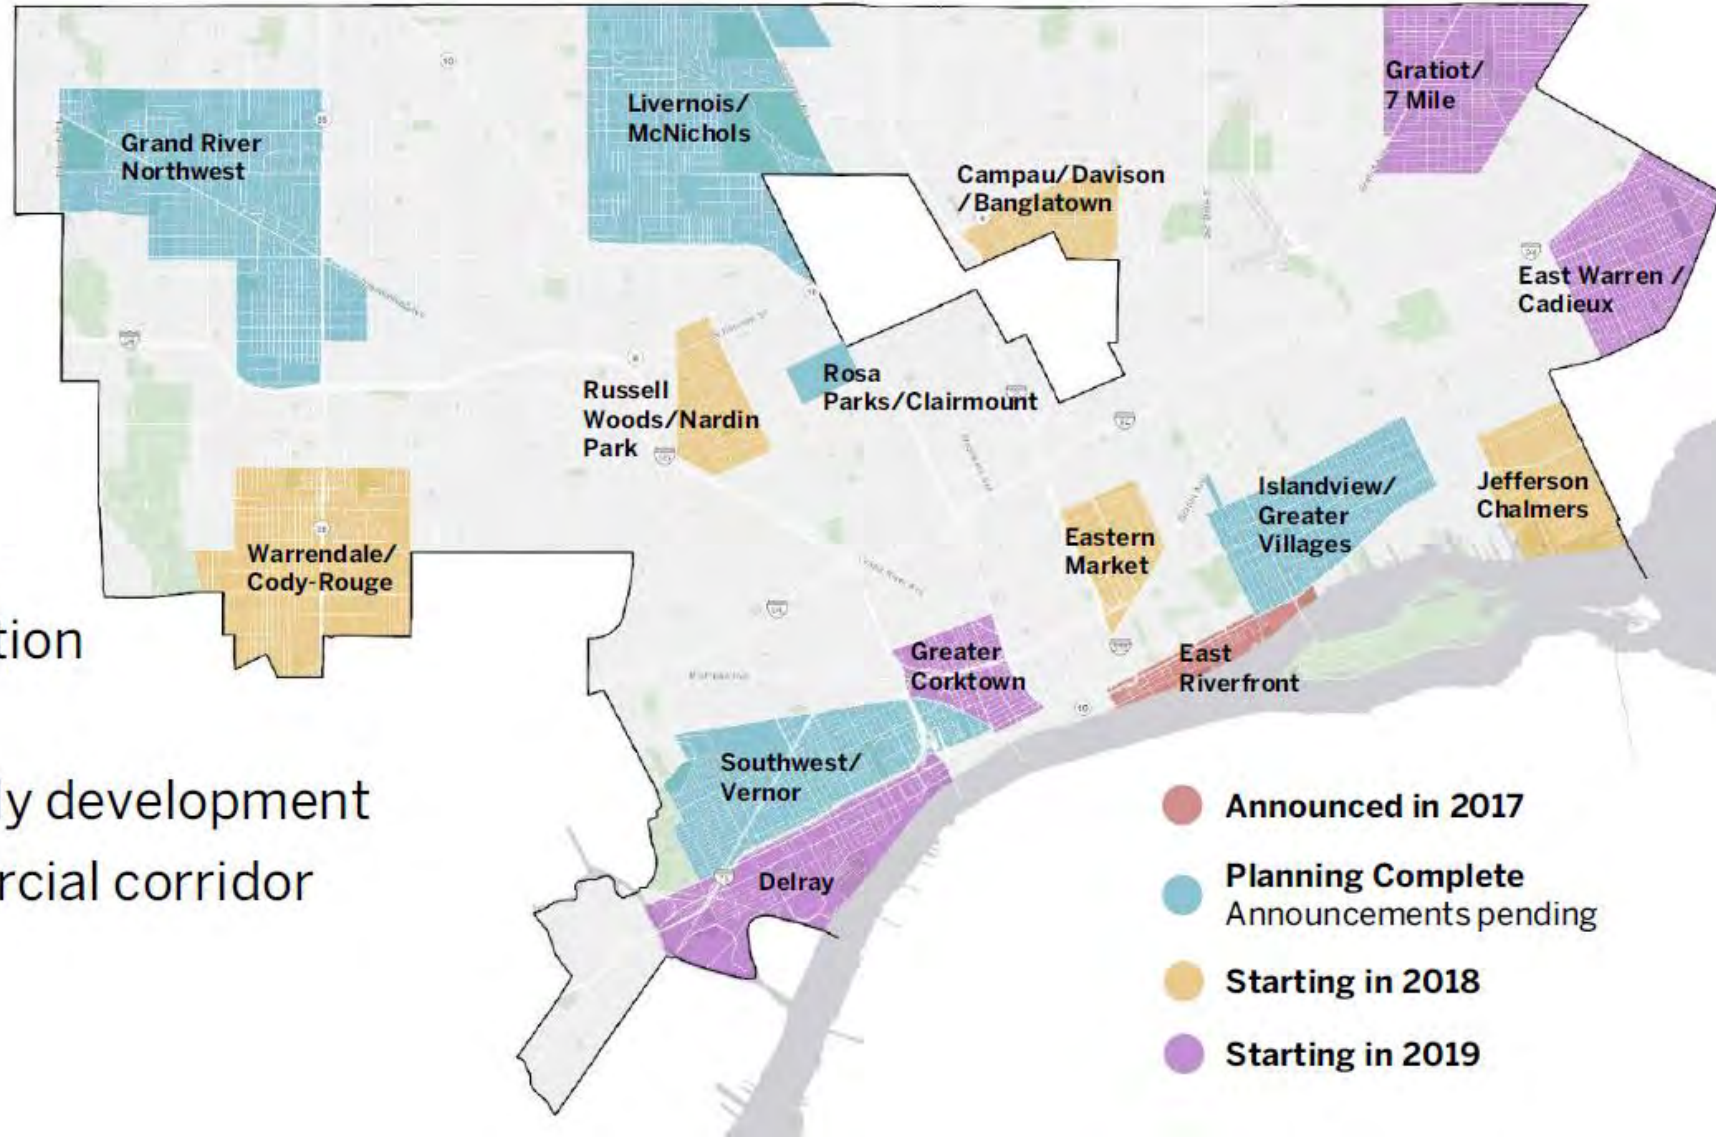 Gratiot/
7 Mile
Livernois/
McNichols
Grand River
Northwest
Campau/Davison
/Banglatown
East Warren /
Cadieux
Rosa
Parks/Clairmount
Russell
Woods/Nardin
Park
Islandview/
Greater
Villages
Jefferson
Chalmers
Eastern
Market
Warrendale/
Cody-Rouge
tion
Greater
Corktown
East
Riverfront
Southwest/
Vernor
ly development
rcial corridor
Delray
Announced in 2017
Planning Complete
Announcements pending
Starting in 2018
Starting in 2019